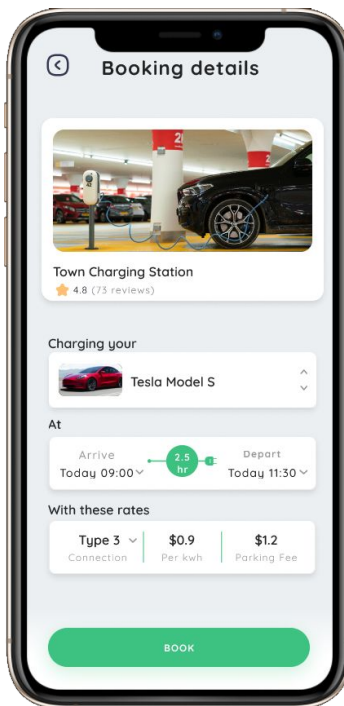 Booking details
2
Town Charging Station
4.8 (73 reviews)
Charging your
Tesla Model S
At
Arrive
Depart
2.5
hr
Today 09:00
Today 11:30
With these rates
Type 3
$0.9
$1.2
Connection
Per kwh
Parking Fee
BOOK